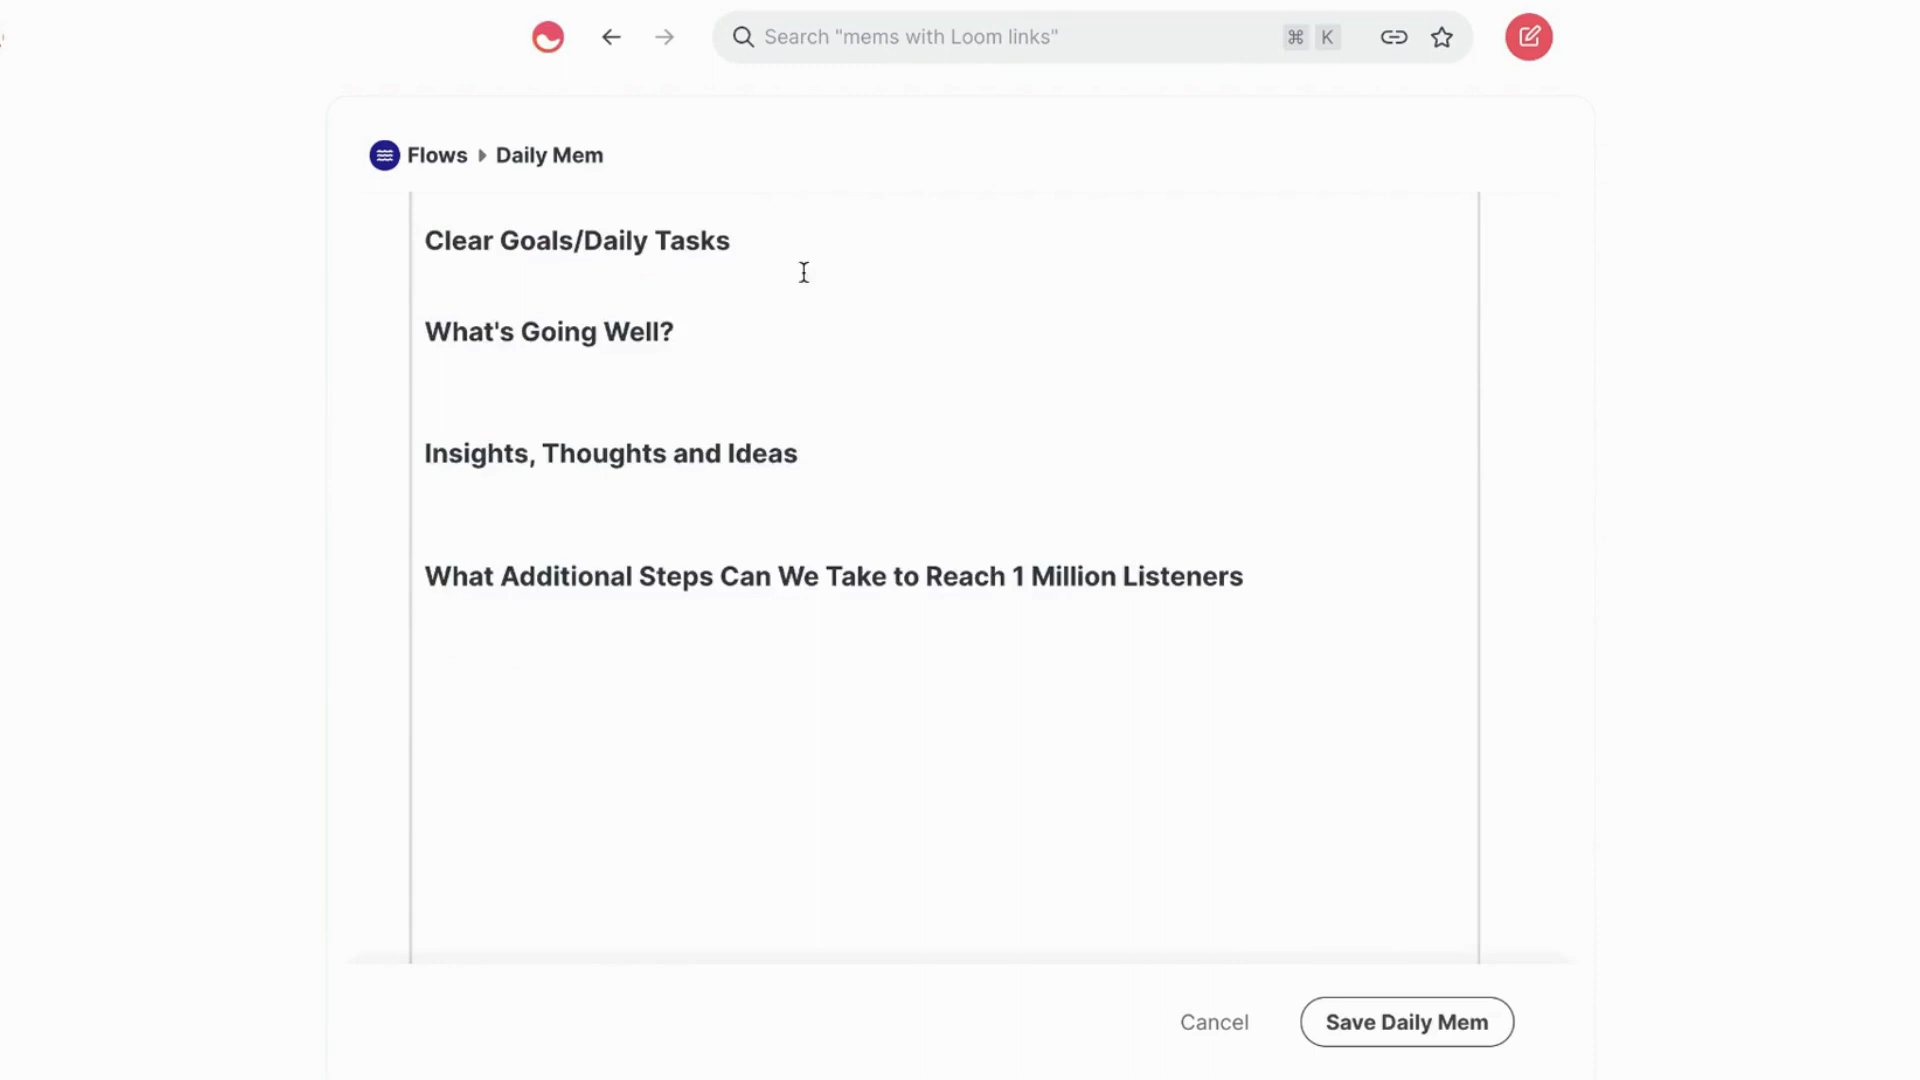 Search "mems with Loom links"
⌘ K
Flows Daily Mem
Clear Goals/Daily Tasks
What's Going Well?
Insights, Thoughts and Ideas
What Additional Steps Can We Take to Reach 1 Million Listeners
Cancel
Save Daily Mem